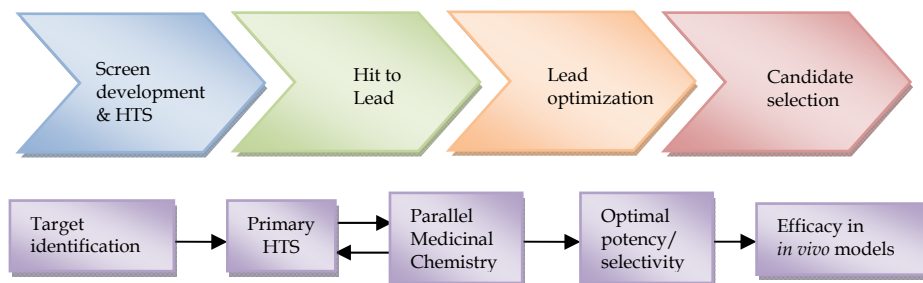 Screen
development
& HTS
Hit to
Lead
Lead
optimization
Candidate
selection
Target
identification
Primary
HTS
Parallel
Medicinal
Chemistry
Optimal
potency/
selectivity
Efficacy in
in vivo models